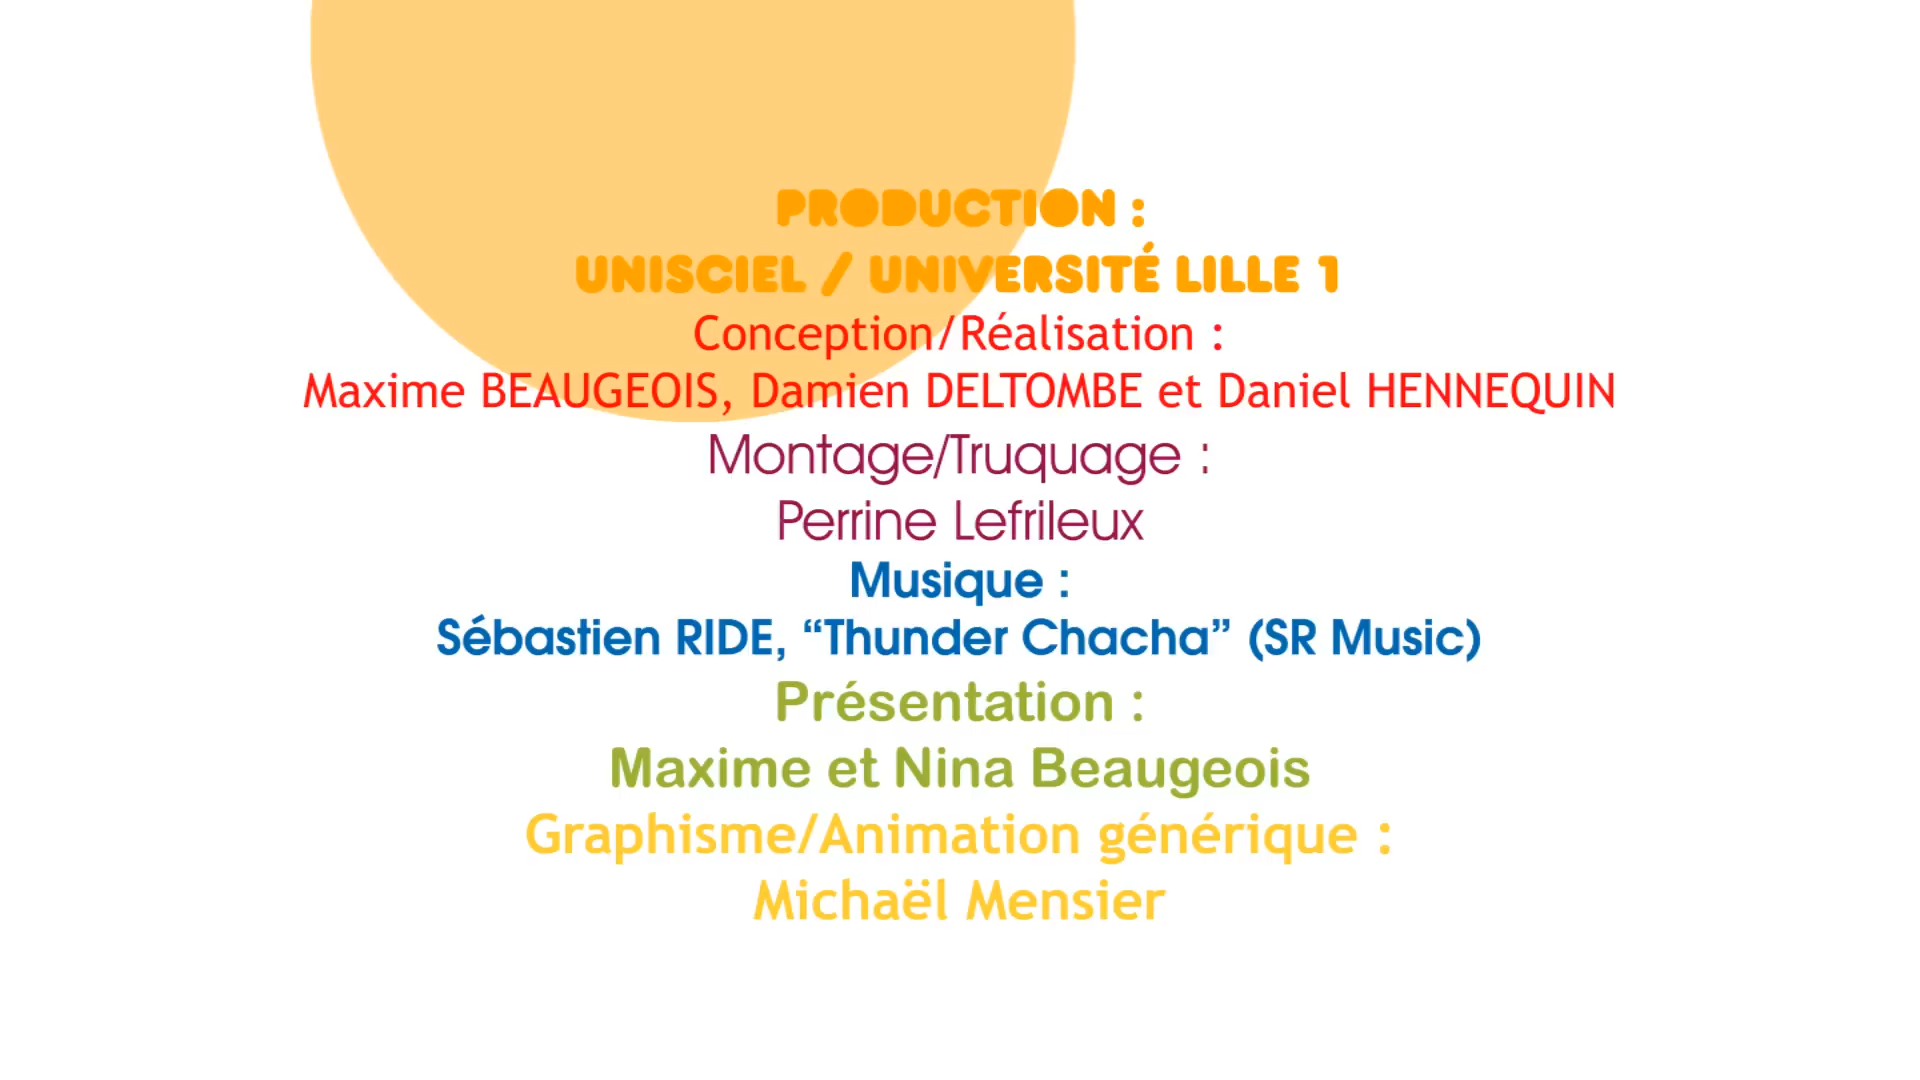 PRODUCTION :
UNISCIEL / UNIVERSITÉ LILLE 1
Conception/Réalisation :
Maxime BEAUGEOIS, Damien DELTOMBE et Daniel HENNEQUIN
Montage/Truquage :
Perrine Lefrileux
Musique :
Sébastien RIDE, “Thunder Chacha” (SR Music)
Présentation :
Maxime et Nina Beaugeois
Graphisme/Animation générique :
Michaël Mensier